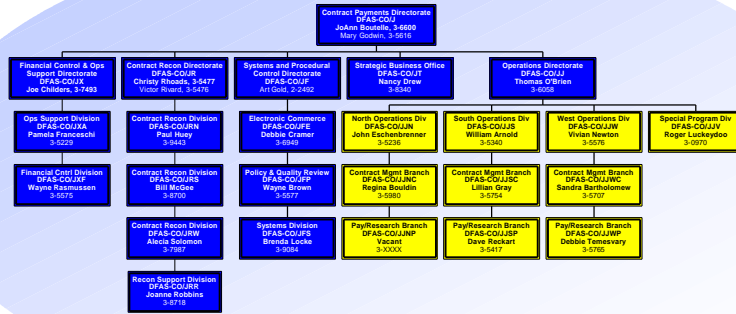 Contract Payments Directorate
DFAS-CO/J
JoAnn Boutelle, 3-6600
Mary Godwin, 3-5616
Financial Control & Ops
Support Directorate
DFAS-CO/JX
Joe Childers, 3-7493
Contract Recon Directorate
DFAS-CO/JR
Christy Rhoads, 3-5477
Victor Rivard, 3-5476
Systems and Procedural
Control Directorate
DFAS-CO/JF
Art Gold, 2-2492
Strategic Business Office
DFAS-CO/JT
Nancy Drew
3-8340
Operations Directorate
DFAS-CO/JJ
Thomas O'Brien
3-6058
Ops Support Division
DFAS-CO/JXA
Pamela Franceschi
3-5229
Contract Recon Division
DFAS-CO/JRN
Paul Huey
3-9443
Electronic Commerce
DFAS-CO/JFE
Debbie Cramer
3-6949
North Operations Div
DFAS-CO/JJN
John Eschenbrenner
3-5236
South Operations Div
DFAS-CO/JJS
William Arnold
3-5340
West Operations Div
DFAS-CO/JJW
Vivian Newton
3-5576
Special Program Div
DFAS-CO/JJV
Roger Luckeydoo
3-0970
Financial Cntrl Division
DFAS-CO/JXF
Wayne Rasmussen
3-5575
Contract Recon Division
DFAS-CO/JRS
Bill McGee
3-8700
Policy & Quality Review
DFAS-CO/JFP
Wayne Brown
3-5577
Contract Mgmt Branch
DFAS-CO/JJNC
Regina Bouldin
3-5980
Contract Mgmt Branch
DFAS-CO/JJSC
Lillian Gray
3-5754
Contract Mgmt Branch
DFAS-CO/JJWC
Sandra Bartholomew
3-5707
Contract Recon Division
DFAS-CO/JRW
Alecia Solomon
3-7987
Systems Division
DFAS-CO/JFS
Brenda Locke
3-9084
Pay/Research Branch
DFAS-CO/JJNP
Vacant
3-XXXX
Pay/Research Branch
DFAS-CO/JJSP
Dave Reckart
3-5417
Pay/Research Branch
DFAS-CO/JJWP
Debbie Temesvary
3-5765
Recon Support Division
DFAS-CO/JRR
Joanne Robbins
3-8718